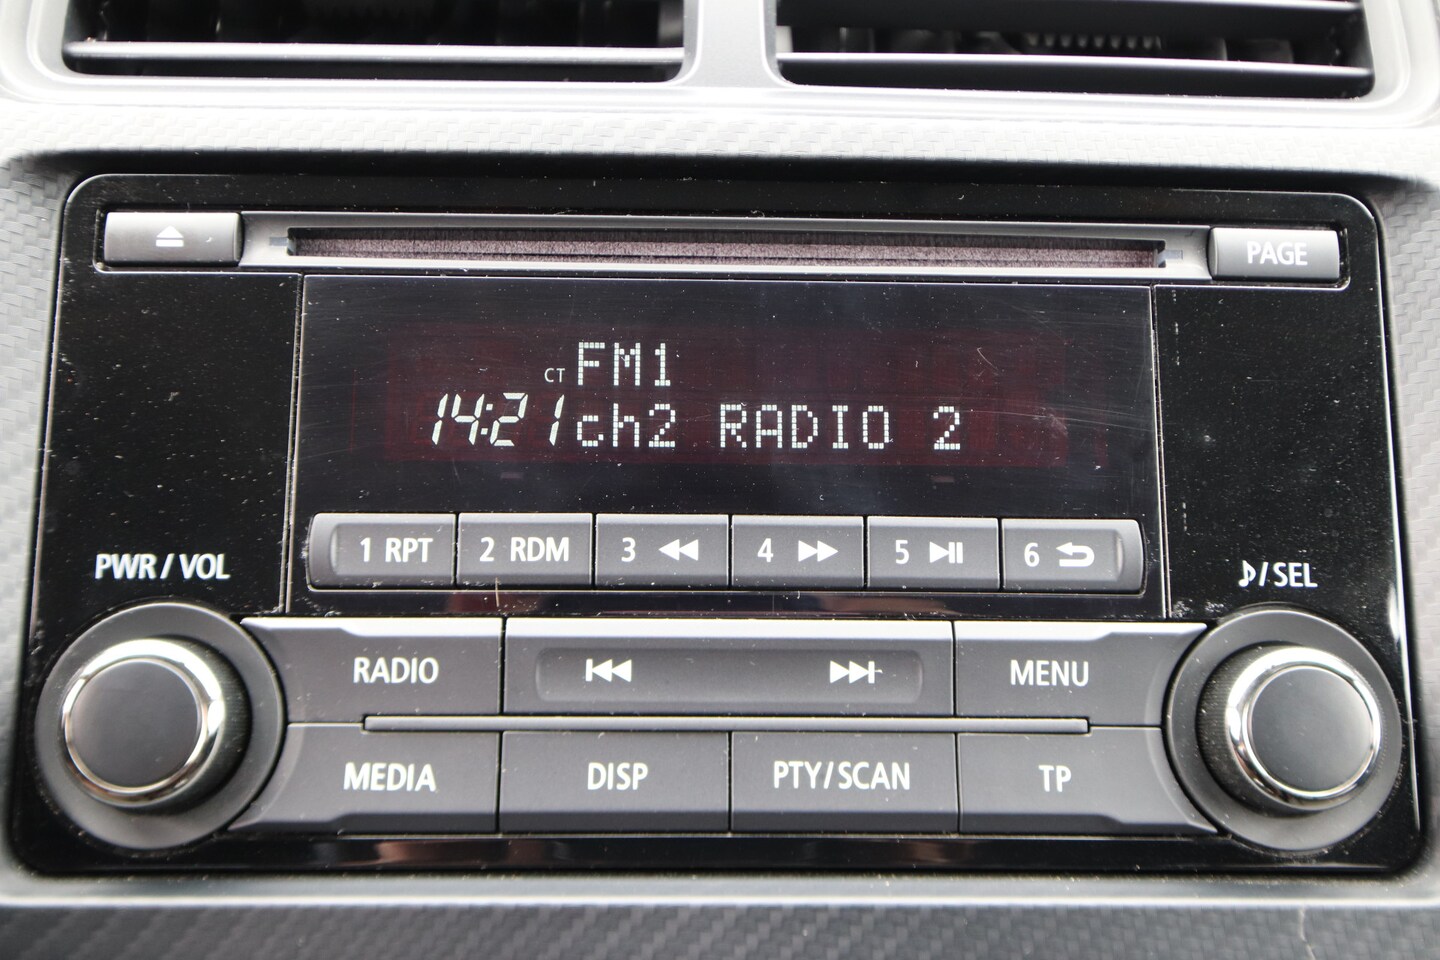 PAGE
CT FM1
14:21 ch2 RADIO 2
1 RPT 2 RDM 3 4 5 6
PWR / VOL
/ SEL
RADIO MENU
MEDIA DISP PTY/SCAN TP